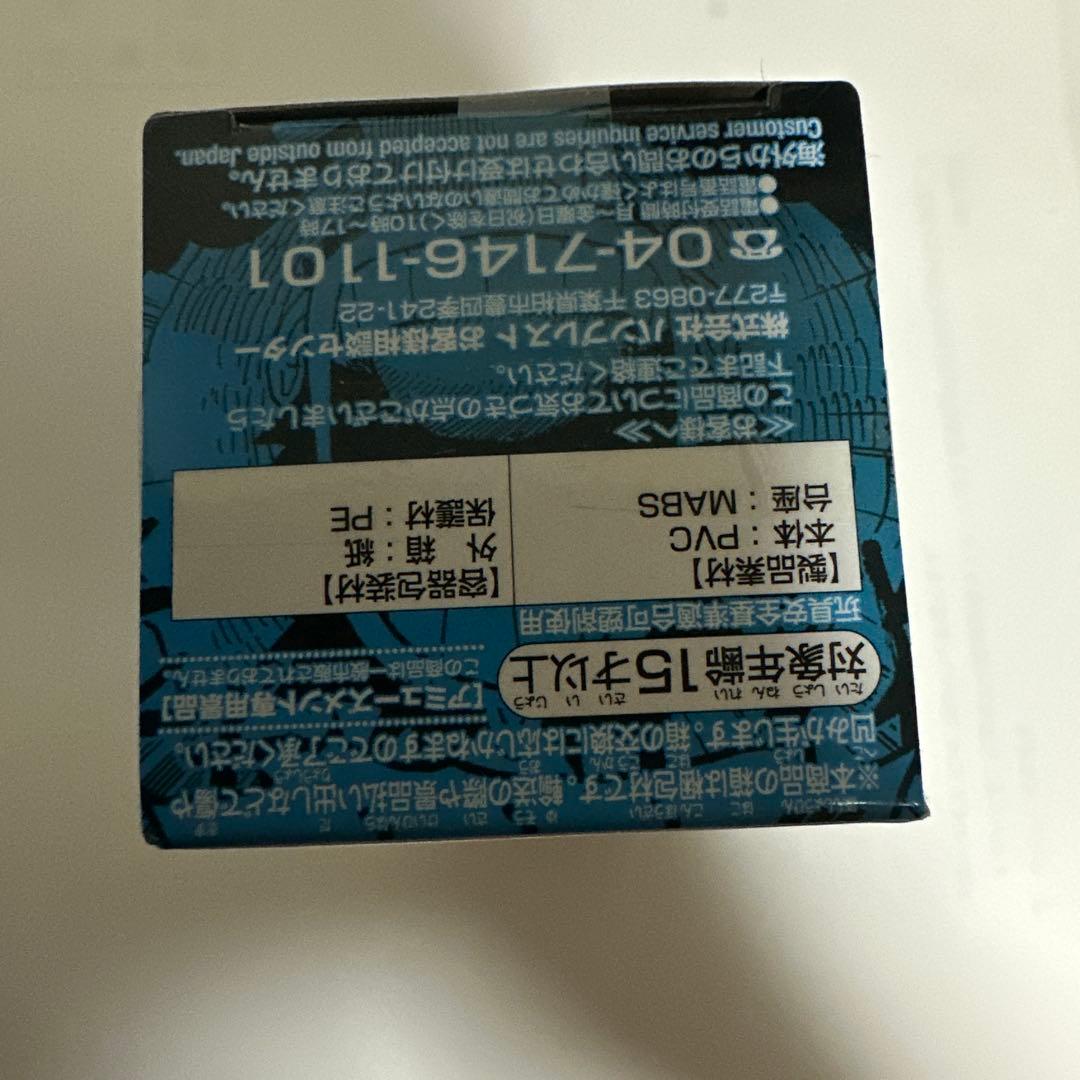 ※本商品の箱は梱包材です。輸送の際や景品払い出しなどで傷や
凹みが生じます。箱の交換には応じかねますのでご了承ください。
対象年齢15才以上
【アミューズメント専用景品】
この商品は、一般市販されておりません。
玩具安全基準適合可塑剤使用
【製品素材】
本体：PVC
台座：MABS
【容器包装材】
外箱：紙
保護材：PE
≪お客様へ≫
この商品についてお気づきの点がございましたら
下記までご連絡ください。
株式会社 バンプレスト お客様相談センター
〒277-0863 千葉県柏市豊四季241-22
☎ 04-7146-1101
●電話受付時間 月～金曜日(祝日を除く)10時～17時
●電話番号はよく確かめてお間違いのないようご注意ください。
海外からのお問い合わせは受け付けておりません。
Customer service inquiries are not accepted from outside Japan.